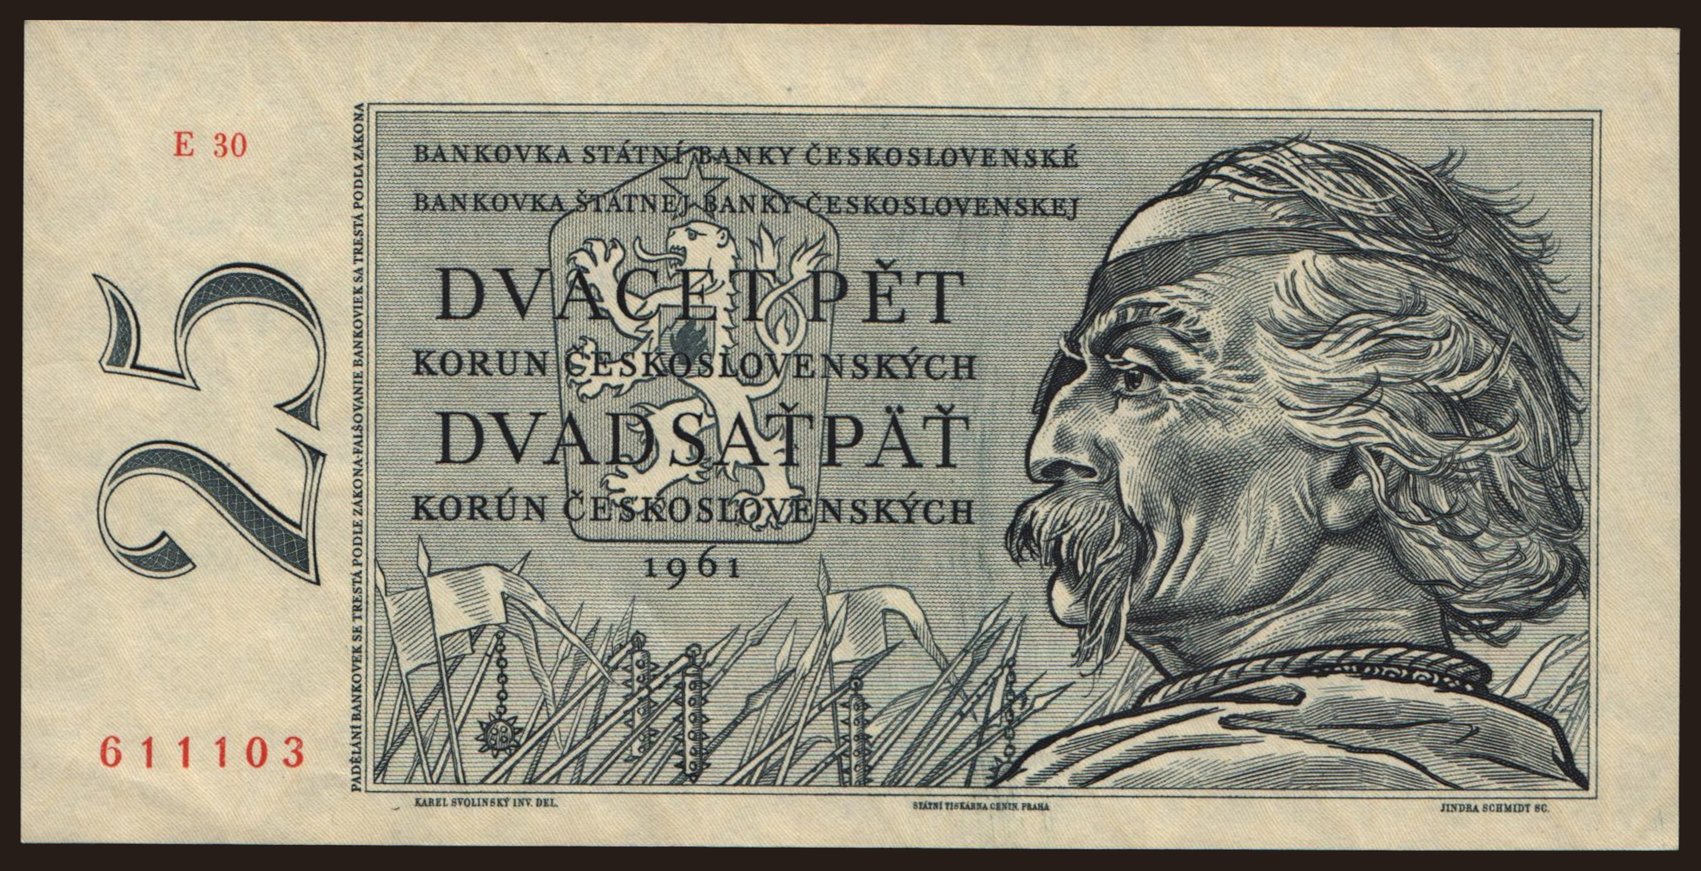 E 30
25
611103
PADĚLÁNÍ BANKOVEK SE TRESTÁ PODLE ZÁKONA·FALŠOVANIE BANKOVIEK SA TRESTÁ PODĽA ZÁKONA
BANKOVKA STÁTNÍ BANKY ČESKOSLOVENSKÉ
BANKOVKA ŠTÁTNEJ BANKY ČESKOSLOVENSKEJ
DVACET PĚT
KORUN ČESKOSLOVENSKÝCH
DVADSAŤPÄŤ
KORÚN ČESKOSLOVENSKÝCH
1961
KAREL SVOLINSKÝ INV. DEL.
STÁTNÍ TISKÁRNA CENIN, PRAHA
JINDRA SCHMIDT SC.